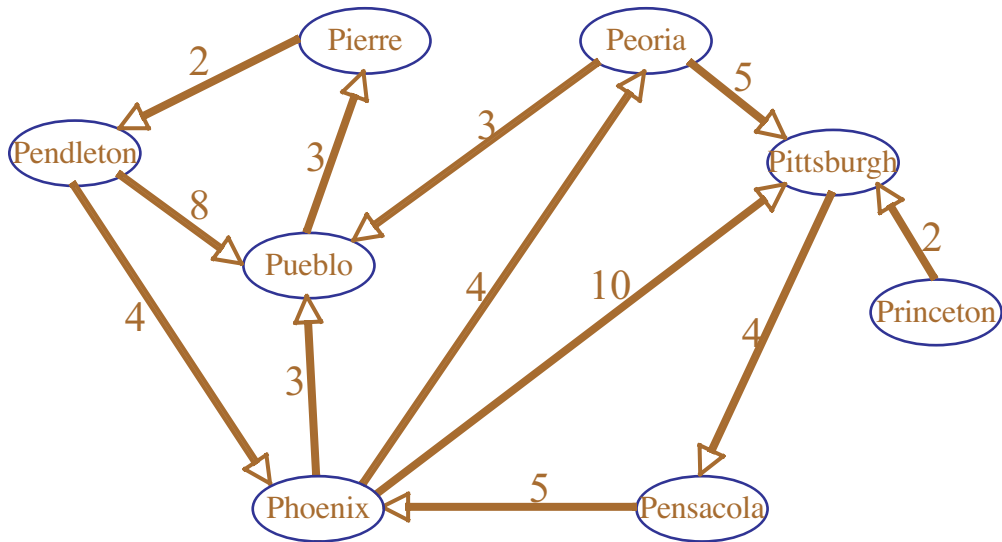 Pierre
Peoria
2
5
3
Pendleton
3
Pittsburgh
8
Pueblo
2
4
4
10
Princeton
4
3
5
Phoenix
Pensacola